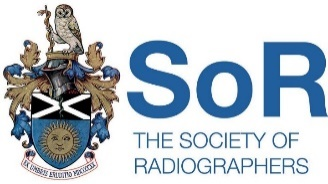 SoR
THE SOCIETY OF
RADIOGRAPHERS